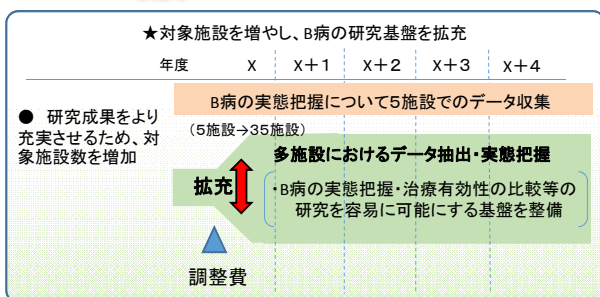 ★対象施設を増やし、B病の研究基盤を拡充
年度 X X+1 X+2 X+3 X+4
B病の実態把握について5施設でのデータ収集
● 研究成果をより
充実させるため、対
象施設数を増加
（5施設→35施設）
多施設におけるデータ抽出・実態把握
拡充
・B病の実態把握・治療有効性の比較等の
研究を容易に可能にする基盤を整備
調整費